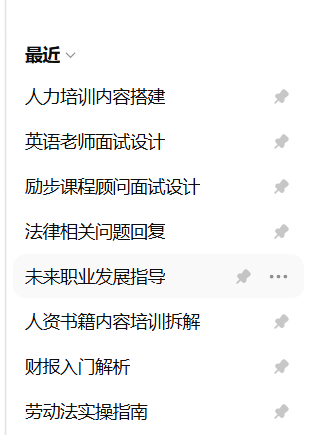 最近
人力培训内容搭建
英语老师面试设计
励步课程顾问面试设计
法律相关问题回复
未来职业发展指导
人资书籍内容培训拆解
财报入门解析
劳动法实操指南